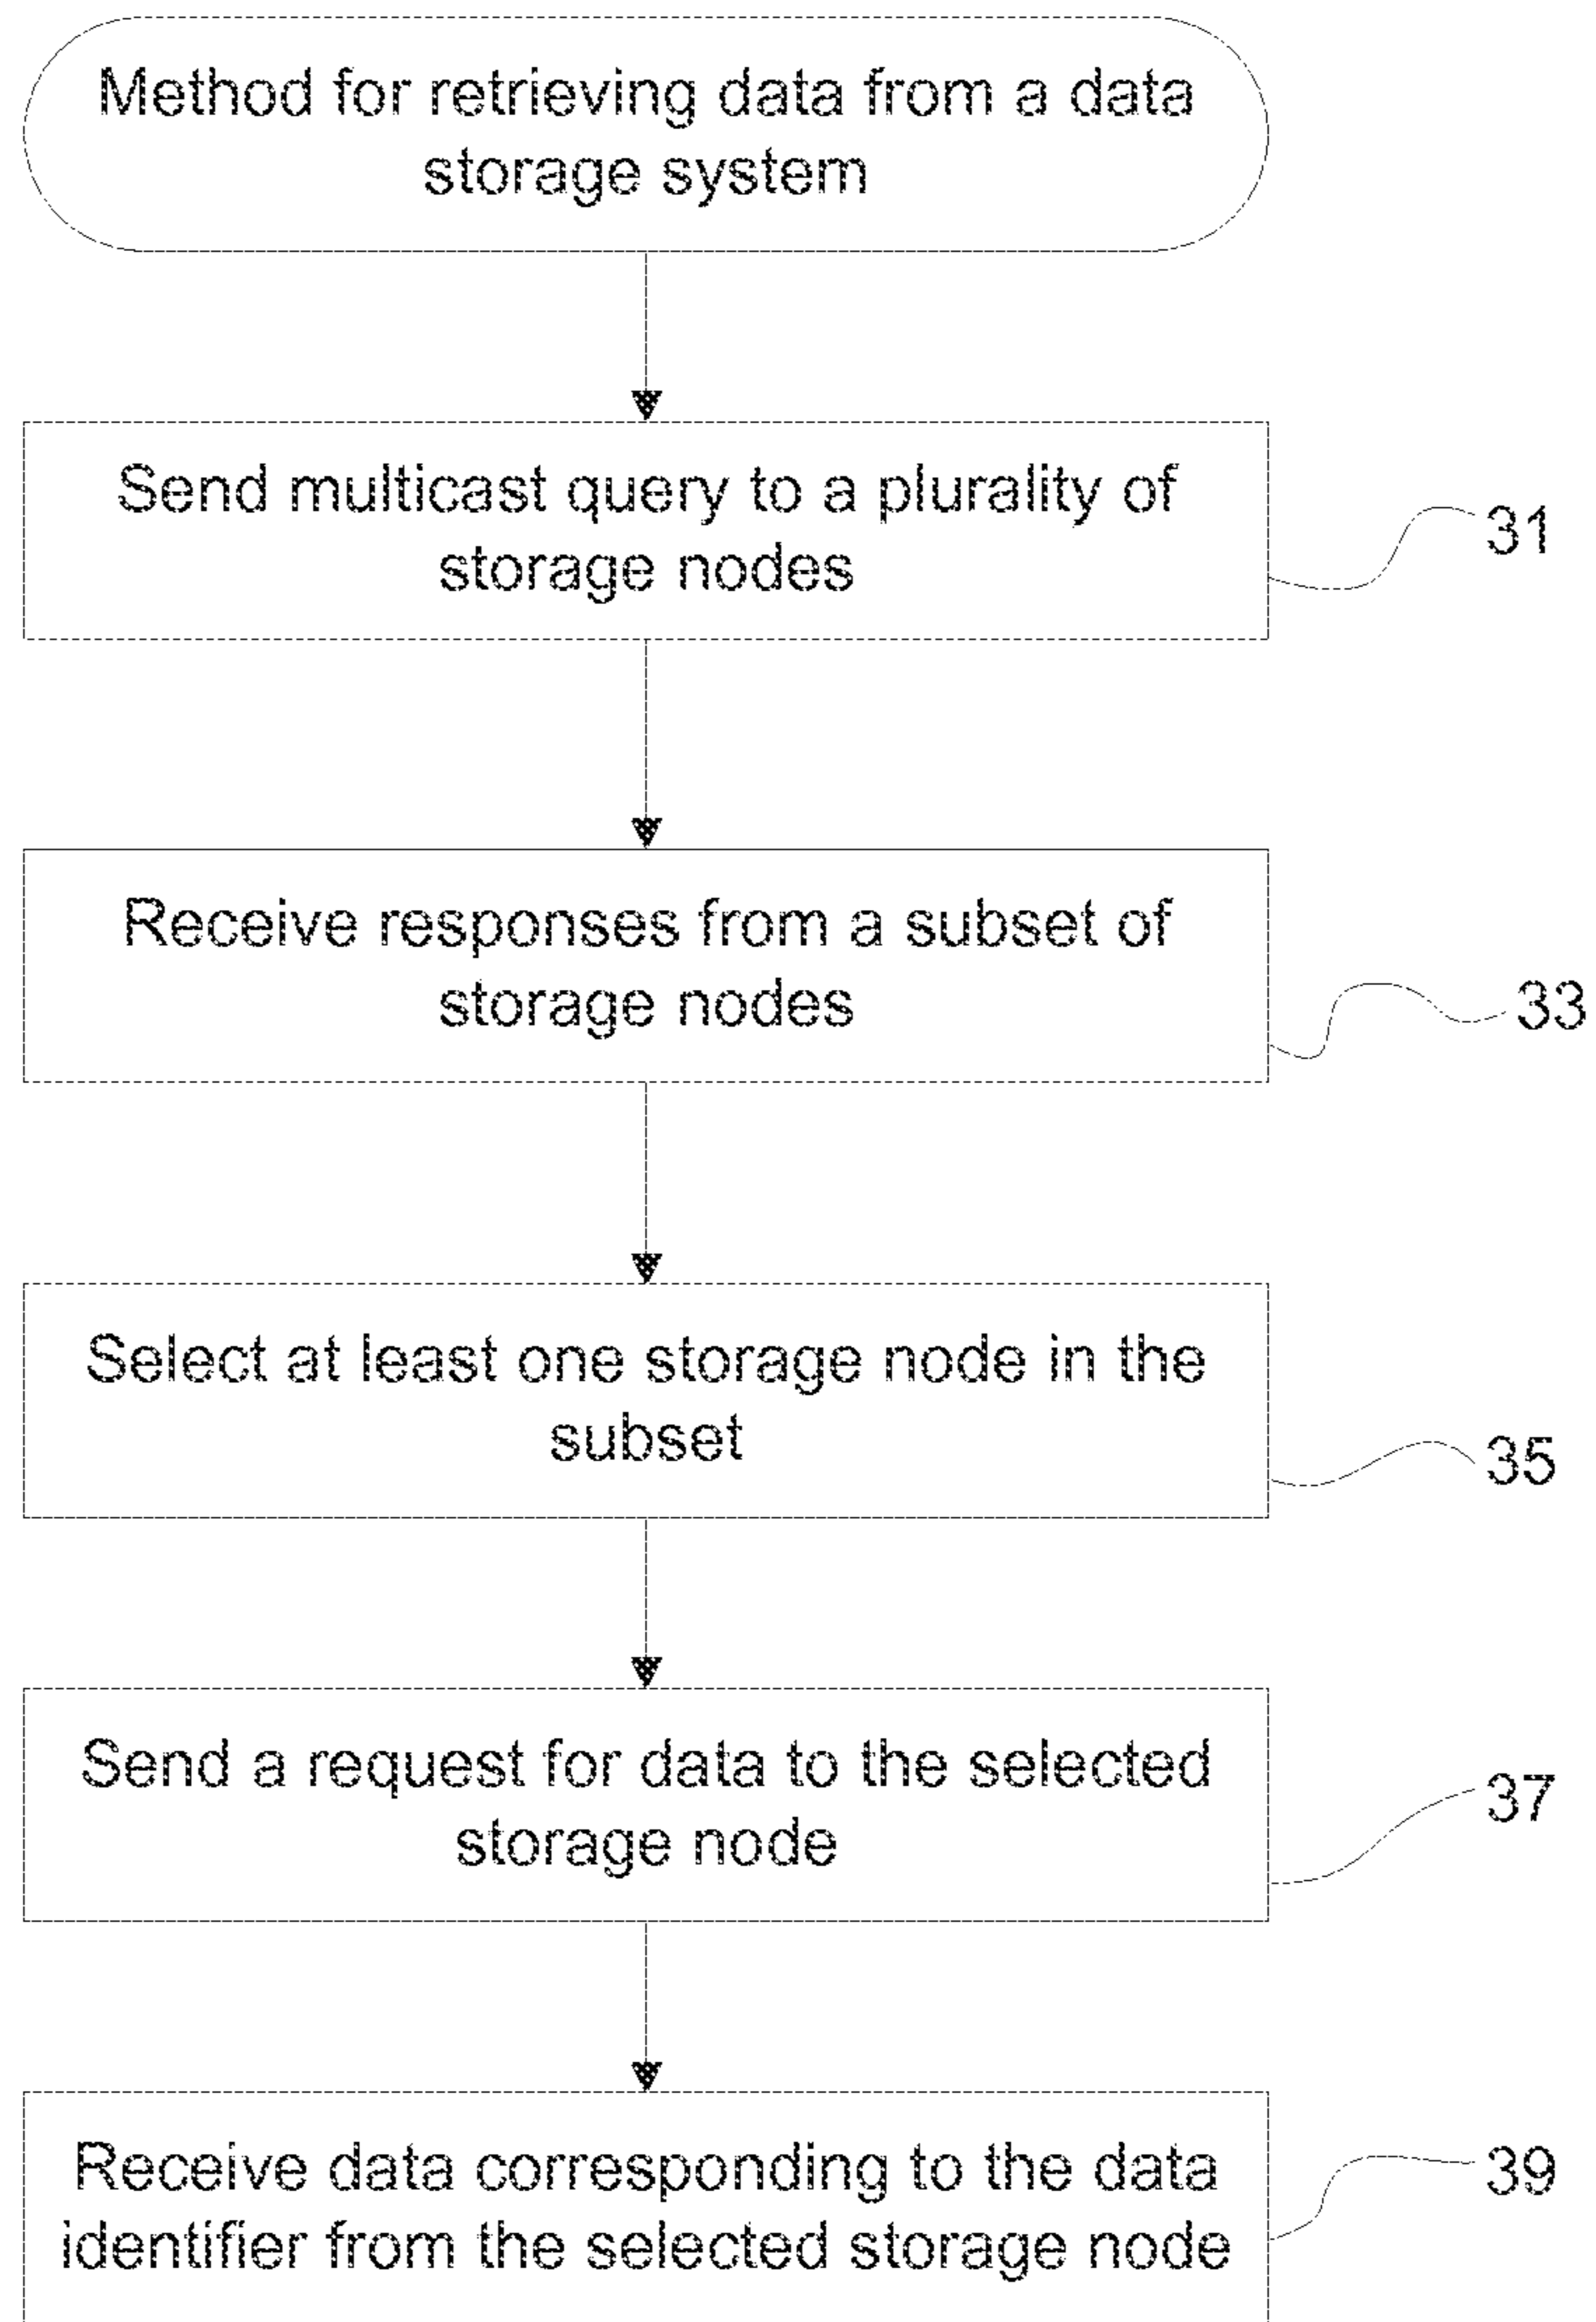 Method for retrieving data from a data
storage system
Send multicast query to a plurality of
storage nodes
31
Receive responses from a subset of
storage nodes
33
Select at least one storage node in the
subset
35
Send a request for data to the selected
storage node
37
Receive data corresponding to the data
identifier from the selected storage node
39